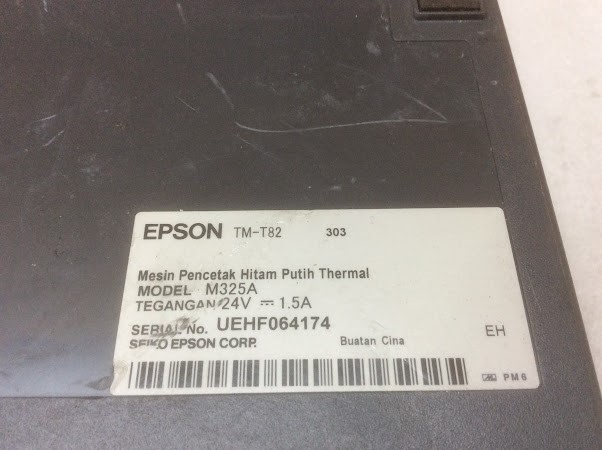 EPSON TM-T82 303
Mesin Pencetak Hitam Putih Thermal
MODEL M325A
TEGANGAN 24V ⎓ 1.5A
SERIAL No. UEHF064174
SEIKO EPSON CORP. Buatan Cina EH
PM6